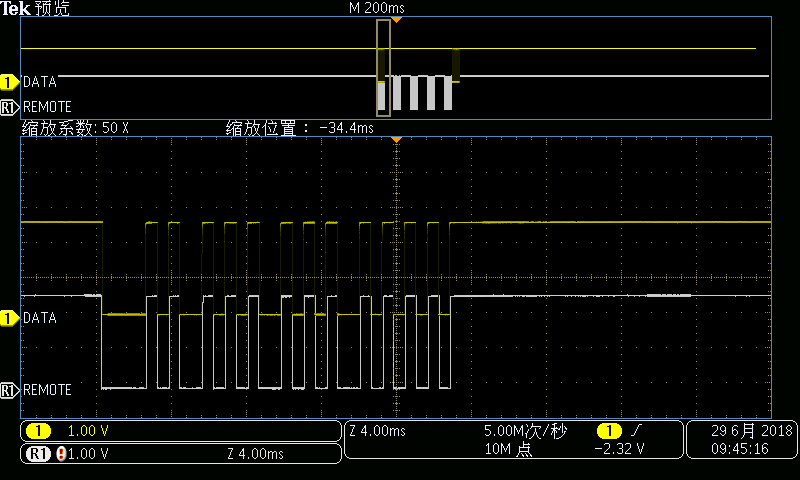 Tek 预览 M 200ms
1 DATA
R1 REMOTE
缩放系数: 50 X 缩放位置： -34.4ms
1 DATA
R1 REMOTE
1 1.00 V Z 4.00ms 5.00M次/秒 1 29 6月 2018
R1 !1.00 V Z 4.00ms 10M 点 -2.32 V 09:45:16